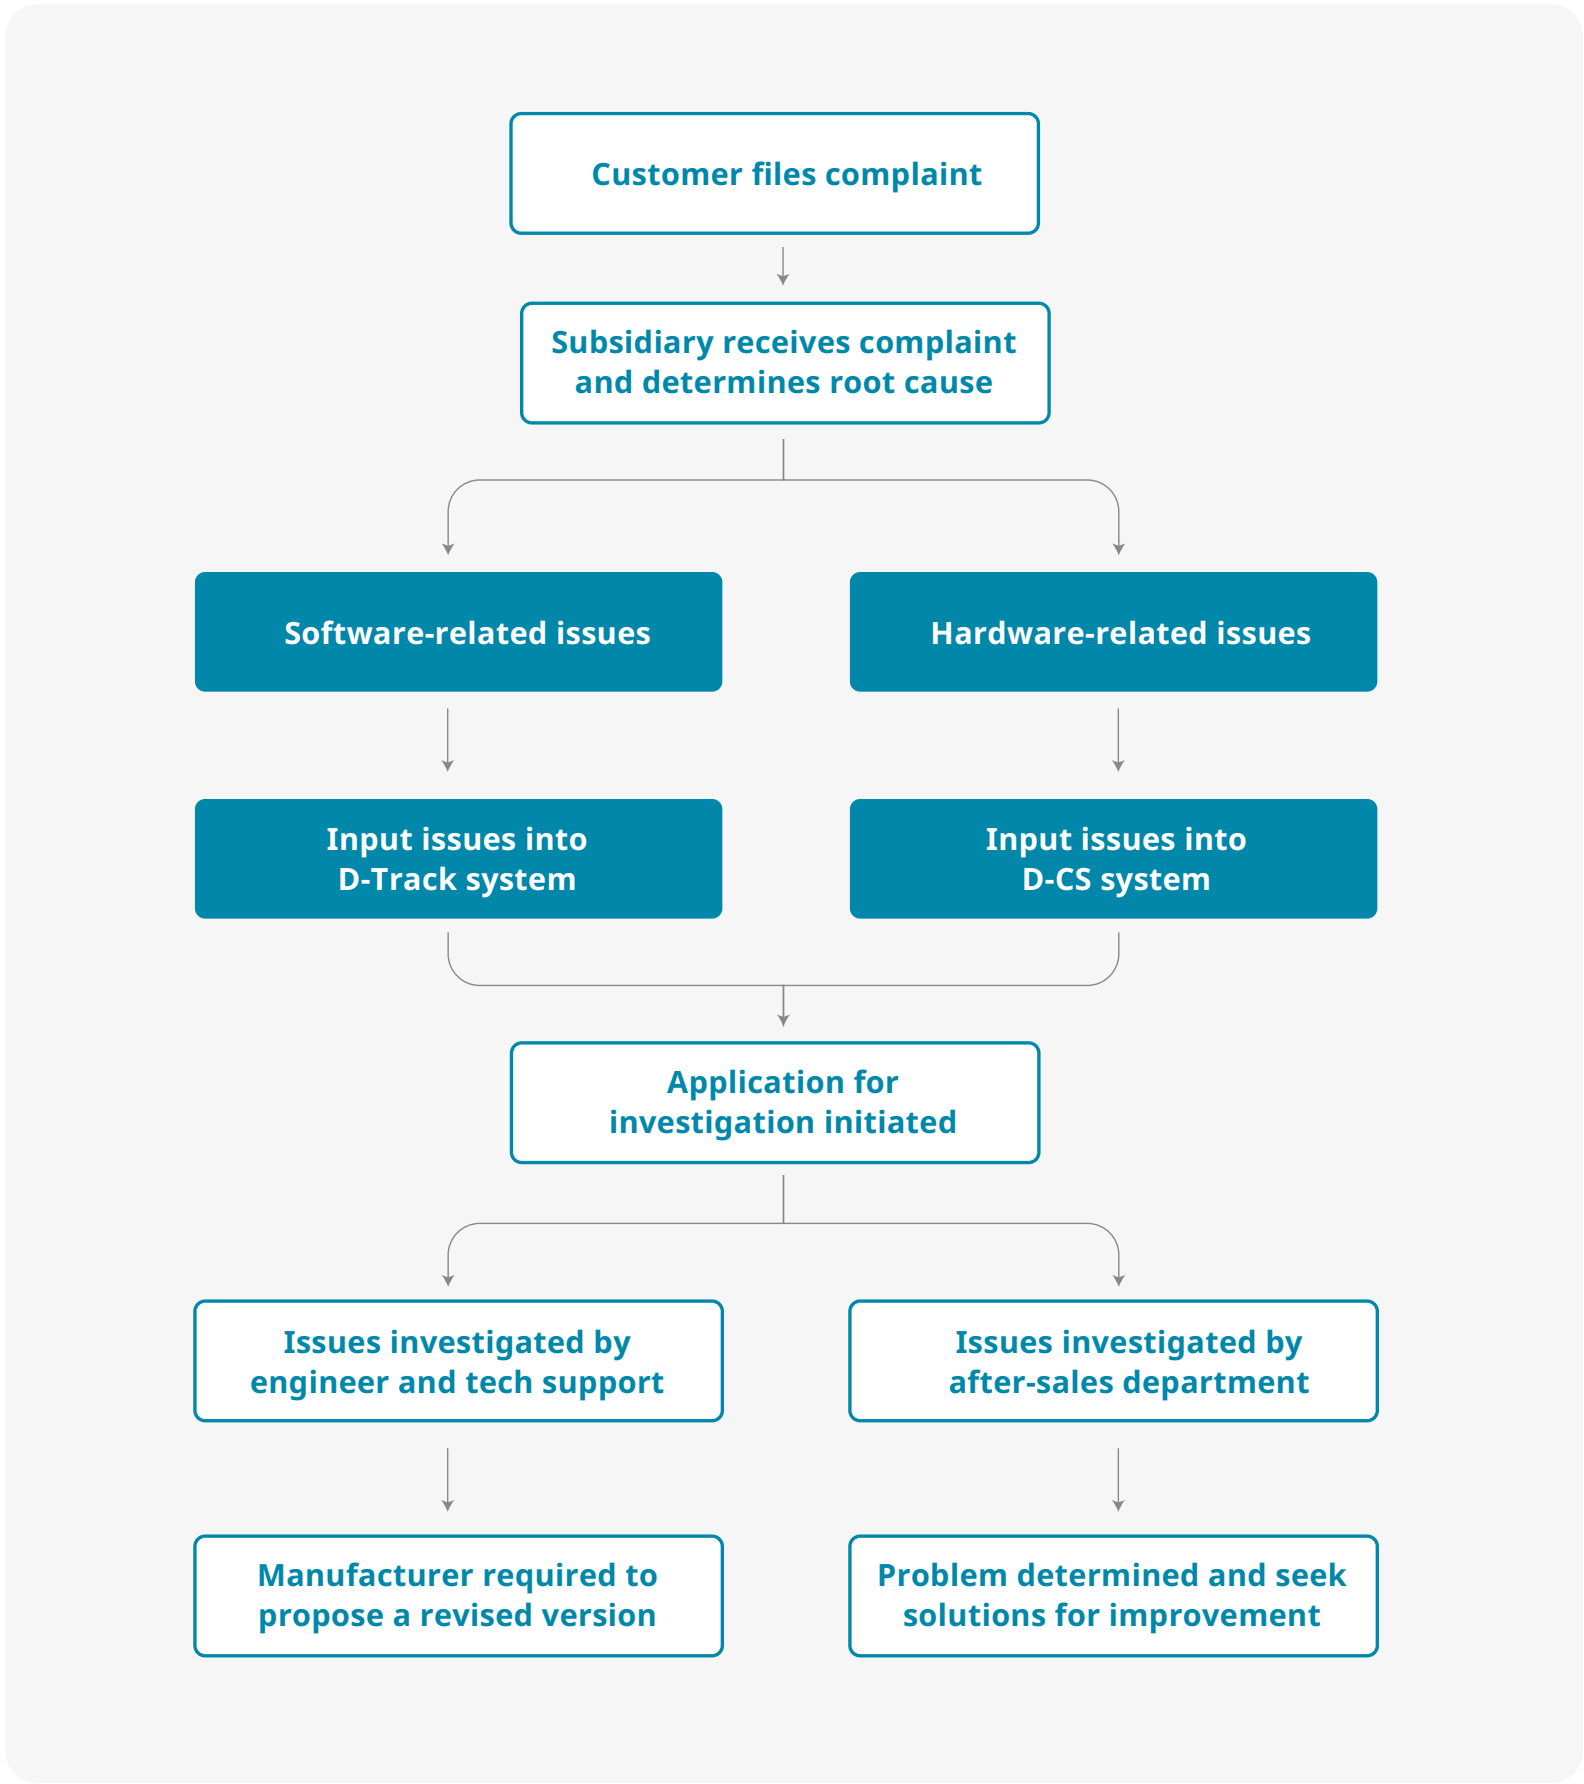 Customer files complaint
Subsidiary receives complaint
and determines root cause
Software-related issues
Hardware-related issues
Input issues into
D-Track system
Input issues into
D-CS system
Application for
investigation initiated
Issues investigated by
engineer and tech support
Issues investigated by
after-sales department
Manufacturer required to
propose a revised version
Problem determined and seek
solutions for improvement